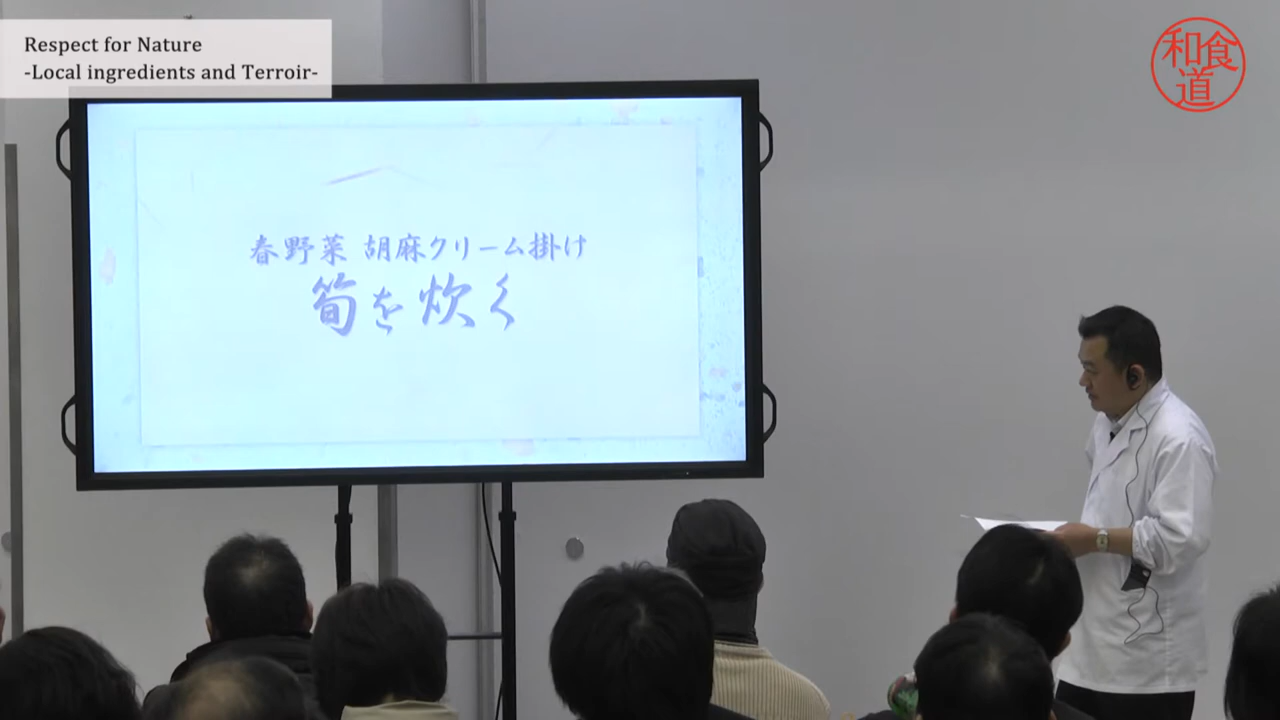 Respect for Nature
-Local ingredients and Terroir-
和食道
春野菜 胡麻クリーム掛け
筍を炊く